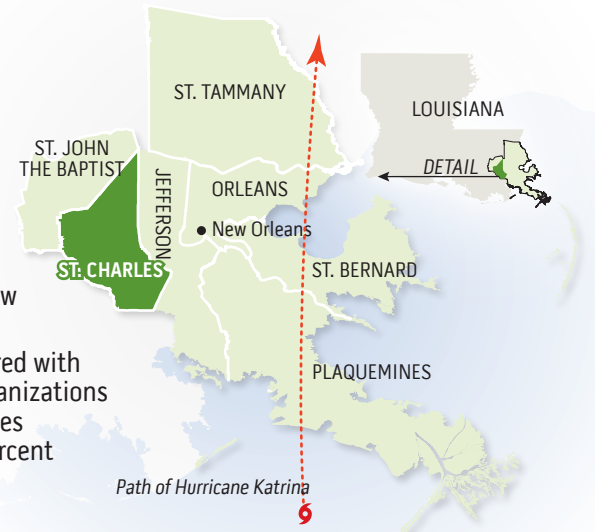 ST. TAMMANY
LOUISIANA
ST. JOHN
THE BAPTIST
DETAIL
JEFFERSON
ORLEANS
New Orleans
ST. CHARLES
ST. BERNARD
PLAQUEMINES
Path of Hurricane Katrina
w
ed with
anizations
es
rcent